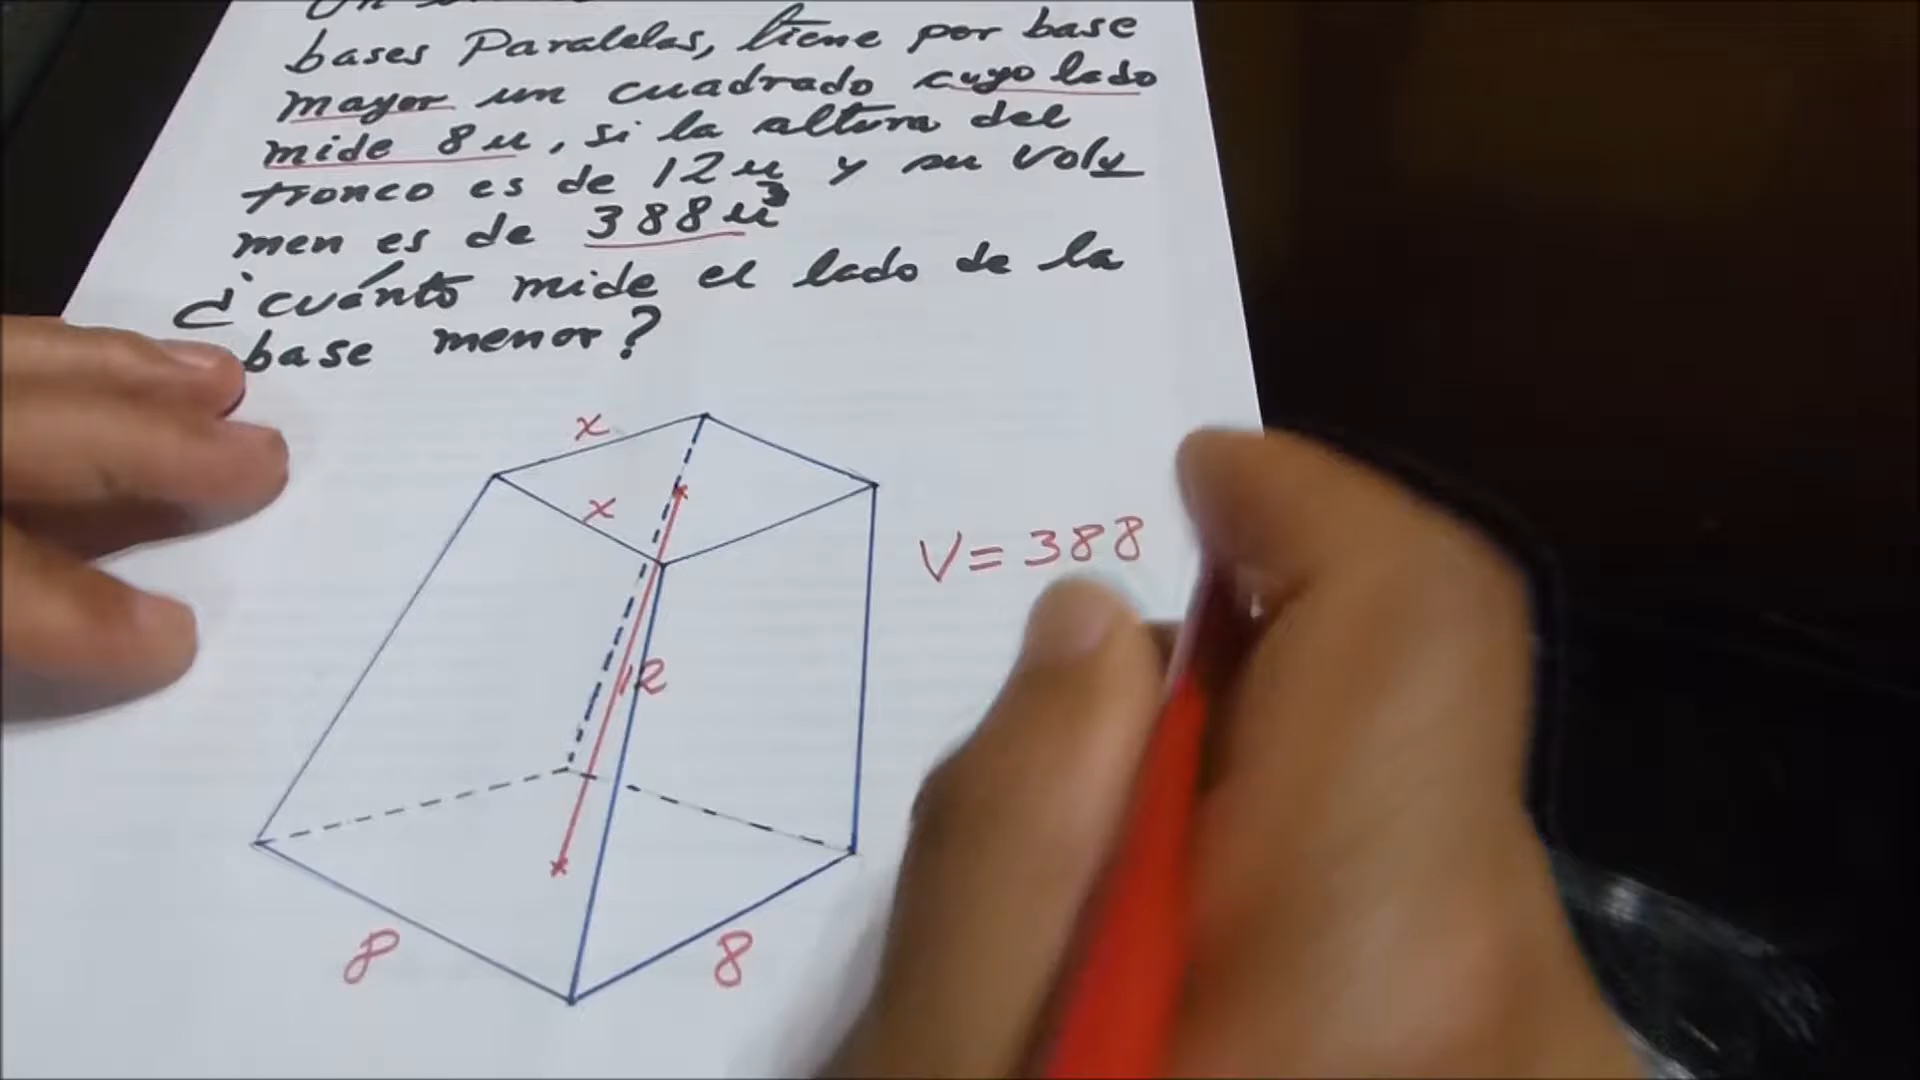 bases Paralelas, tiene por base
mayor un cuadrado cuyo lado
mide 8u, si la altura del
tronco es de 12u y su volu
men es de 388u³
¿cuánto mide el lado de la
base menor?
x
x
V=388
12
8
8